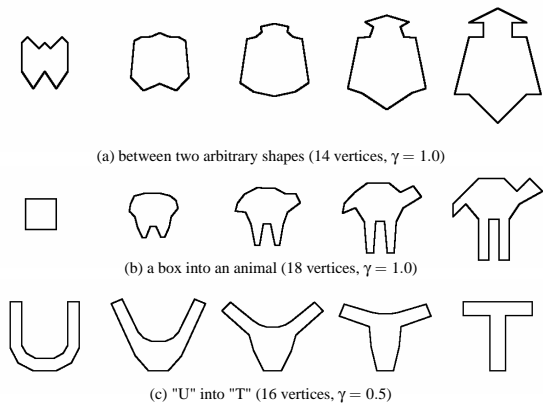 (a) between two arbitrary shapes (14 vertices, γ = 1.0)
(b) a box into an animal (18 vertices, γ = 1.0)
(c) "U" into "T" (16 vertices, γ = 0.5)